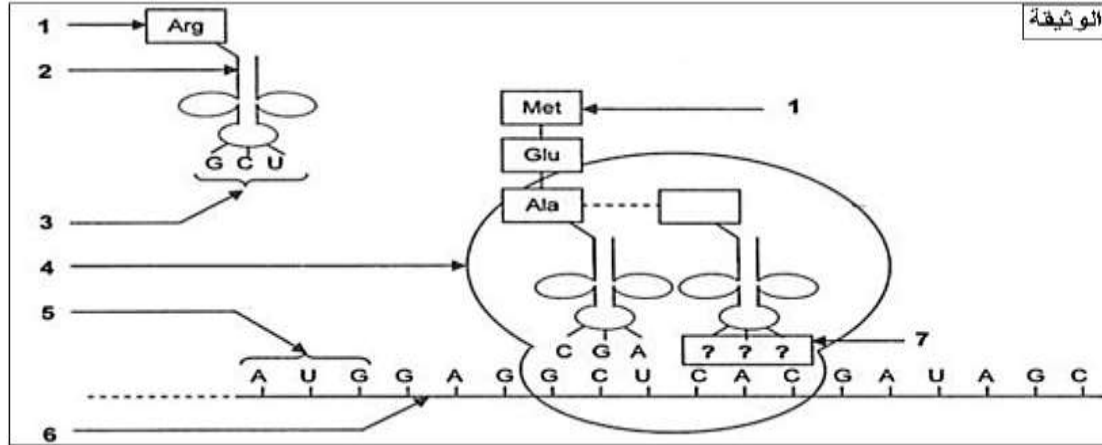 الوثيقة
1
Arg
2
G C U
3
Met
1
Glu
Ala
4
5
C G A
? ? ?
7
A U G G A G G C U C A C G A U A G C
6